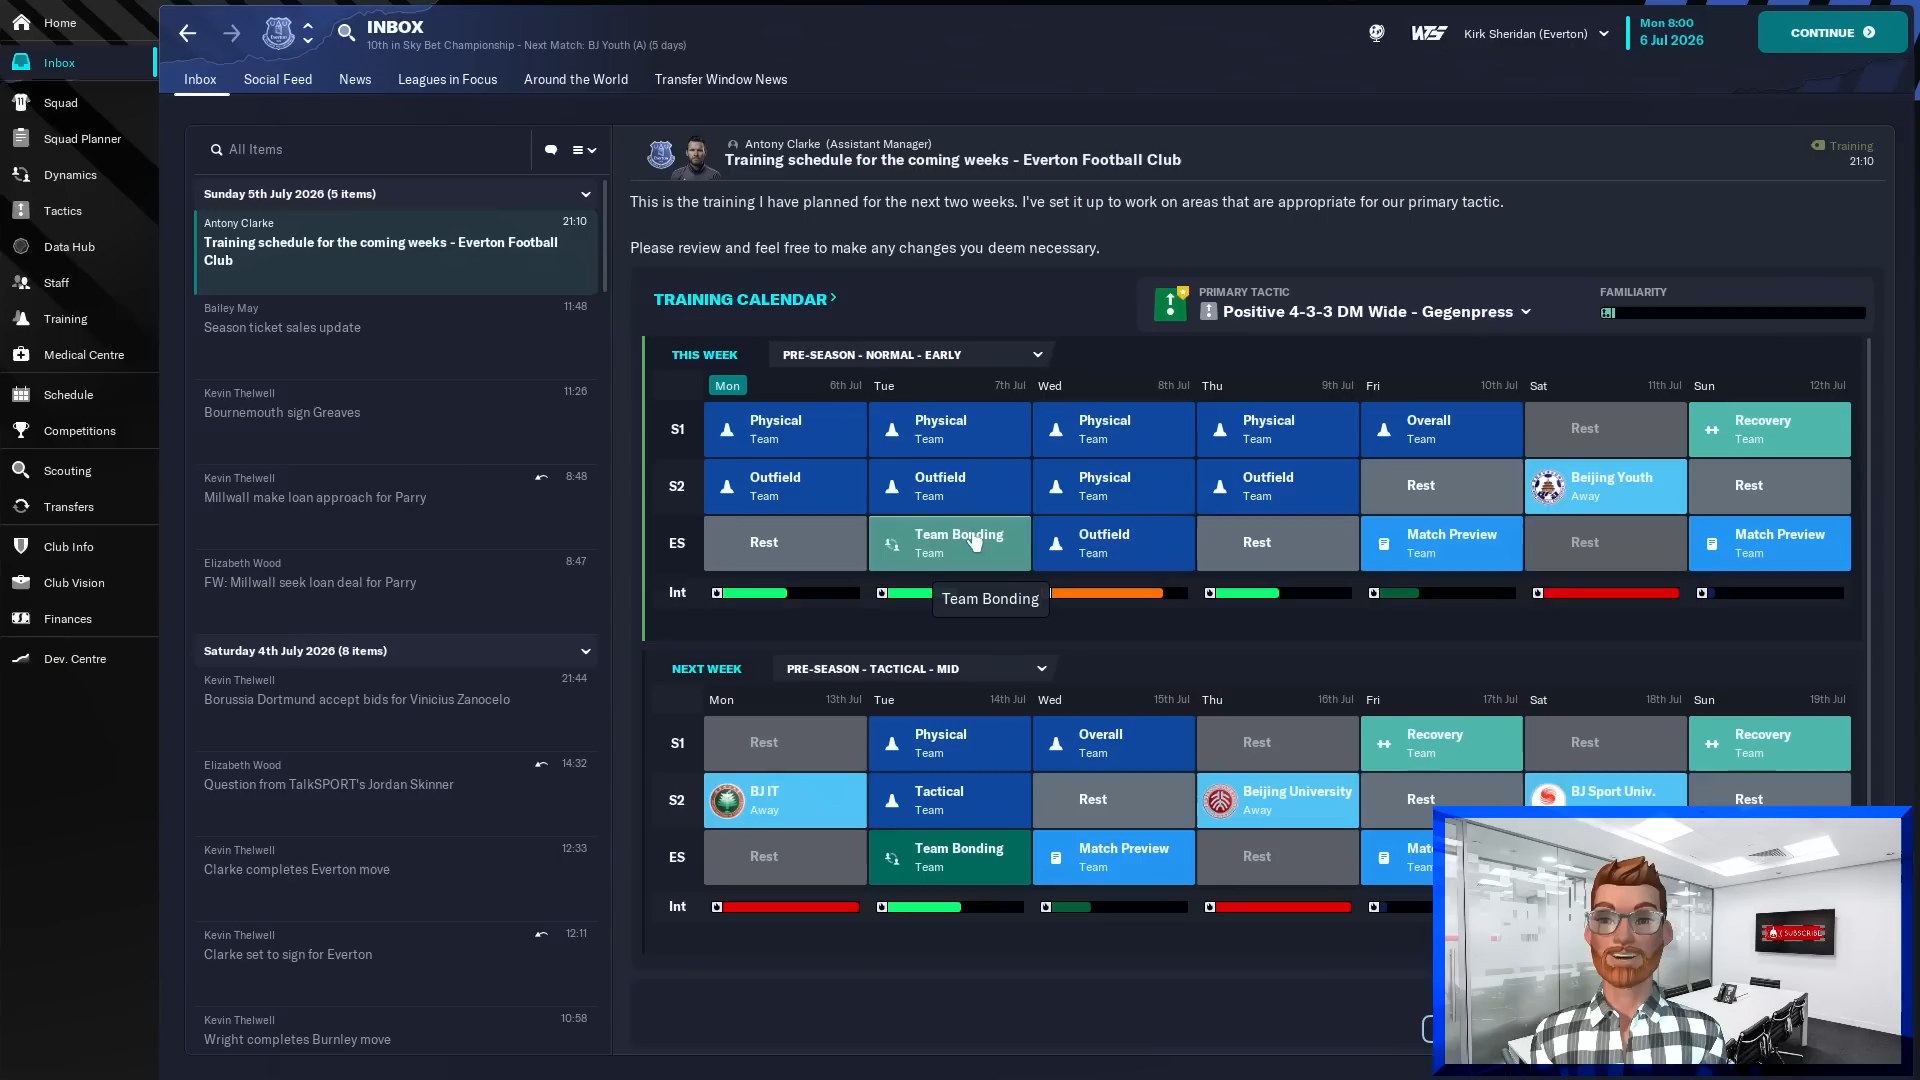 Home
Inbox
Squad
Squad Planner
Dynamics
Tactics
Data Hub
Staff
Training
Medical Centre
Schedule
Competitions
Scouting
Transfers
Club Info
Club Vision
Finances
Dev. Centre
INBOX
10th in Sky Bet Championship - Next Match: BJ Youth (A) (5 days)
Kirk Sheridan (Everton)
Mon 8:00
6 Jul 2026
CONTINUE
Inbox Social Feed News Leagues in Focus Around the World Transfer Window News
All Items
Sunday 5th July 2026 (5 items)
Antony Clarke 21:10
Training schedule for the coming weeks - Everton Football
Club
Bailey May 11:48
Season ticket sales update
Kevin Thelwell 11:26
Bournemouth sign Greaves
Kevin Thelwell 8:48
Millwall make loan approach for Parry
Elizabeth Wood 8:47
FW: Millwall seek loan deal for Parry
Saturday 4th July 2026 (8 items)
Kevin Thelwell 21:44
Borussia Dortmund accept bids for Vinicius Zanocelo
Elizabeth Wood 14:32
Question from TalkSPORT's Jordan Skinner
Kevin Thelwell 12:33
Clarke completes Everton move
Kevin Thelwell 12:11
Clarke set to sign for Everton
Kevin Thelwell 10:58
Wright completes Burnley move
Antony Clarke (Assistant Manager)
Training schedule for the coming weeks - Everton Football Club
Training
21:10
This is the training I have planned for the next two weeks. I've set it up to work on areas that are appropriate for our primary tactic.
Please review and feel free to make any changes you deem necessary.
TRAINING CALENDAR
PRIMARY TACTIC
Positive 4-3-3 DM Wide - Gegenpress
FAMILIARITY
THIS WEEK PRE-SEASON - NORMAL - EARLY
Mon 6th Jul Tue 7th Jul Wed 8th Jul Thu 9th Jul Fri 10th Jul Sat 11th Jul Sun 12th Jul
S1 Physical Team Physical Team Physical Team Physical Team Overall Team Rest Recovery Team
S2 Outfield Team Outfield Team Physical Team Outfield Team Rest Beijing Youth Away Rest
ES Rest Team Bonding Team Outfield Team Rest Match Preview Team Rest Match Preview Team
Int
Team Bonding
NEXT WEEK PRE-SEASON - TACTICAL - MID
Mon 13th Jul Tue 14th Jul Wed 15th Jul Thu 16th Jul Fri 17th Jul Sat 18th Jul Sun 19th Jul
S1 Rest Physical Team Overall Team Rest Recovery Team Rest Recovery Team
S2 BJ IT Away Tactical Team Rest Beijing University Away Rest BJ Sport Univ. Rest
ES Rest Team Bonding Team Match Preview Team Rest
Int
SUBSCRIBE